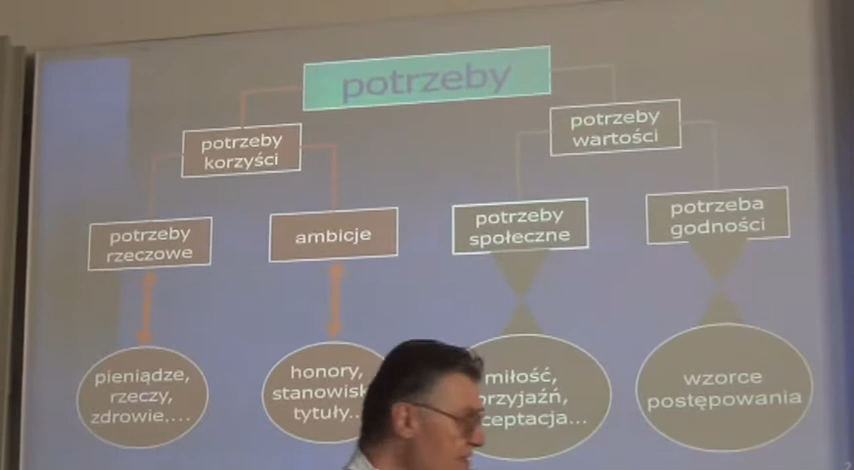 potrzeby
potrzeby
korzyści
potrzeby
wartości
potrzeby
rzeczowe
ambicje
potrzeby
społeczne
potrzeba
godności
pieniądze,
rzeczy,
zdrowie,...
honory,
tytuły..
miłość,
wzorce
postępowania